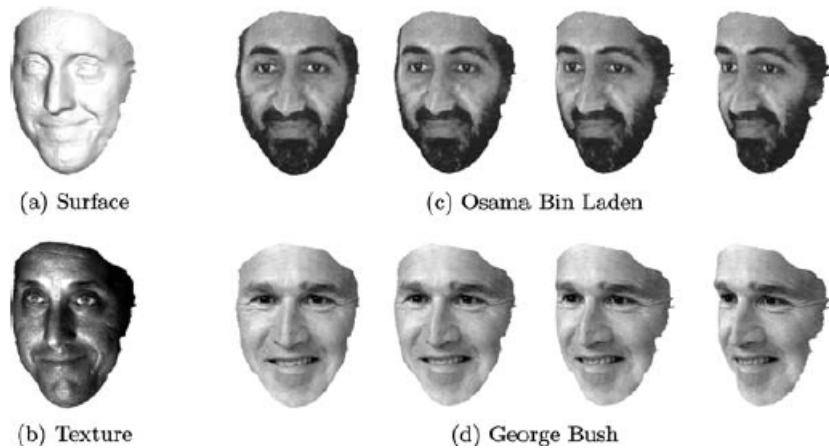 (a) Surface
(c) Osama Bin Laden
(b) Texture
(d) George Bush